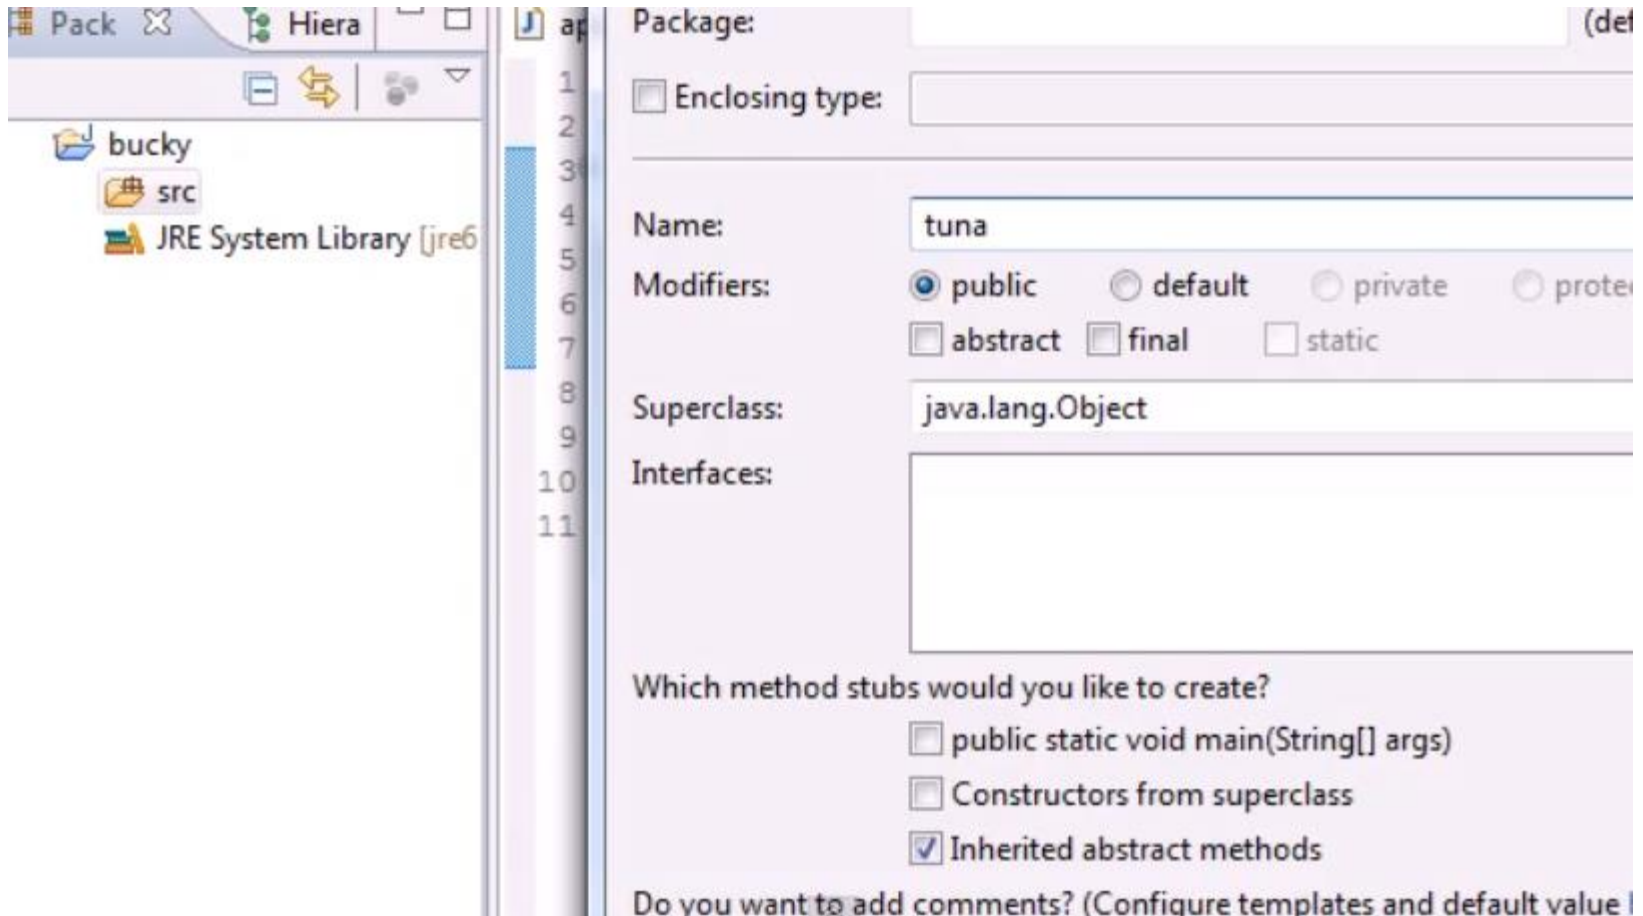 Pack Hiera
bucky
src
JRE System Library [jre6
1
2
3
4
5
6
7
8
9
10
11
Package:
Enclosing type:
Name: tuna
Modifiers: public default private
abstract final static
Superclass: java.lang.Object
Interfaces:
Which method stubs would you like to create?
public static void main(String[] args)
Constructors from superclass
Inherited abstract methods
Do you want to add comments? (Configure templates and default value